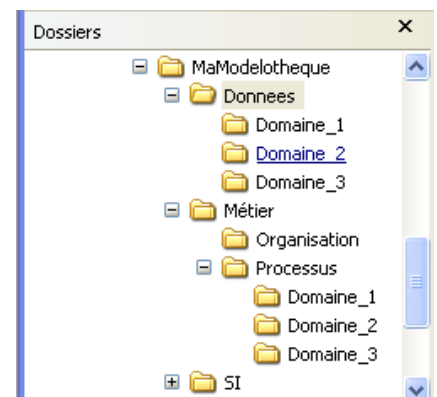 Dossiers
MaModelotheque
Donnees
Domaine_1
Domaine_2
Domaine_3
Métier
Organisation
Processus
Domaine_1
Domaine_2
Domaine_3
SI